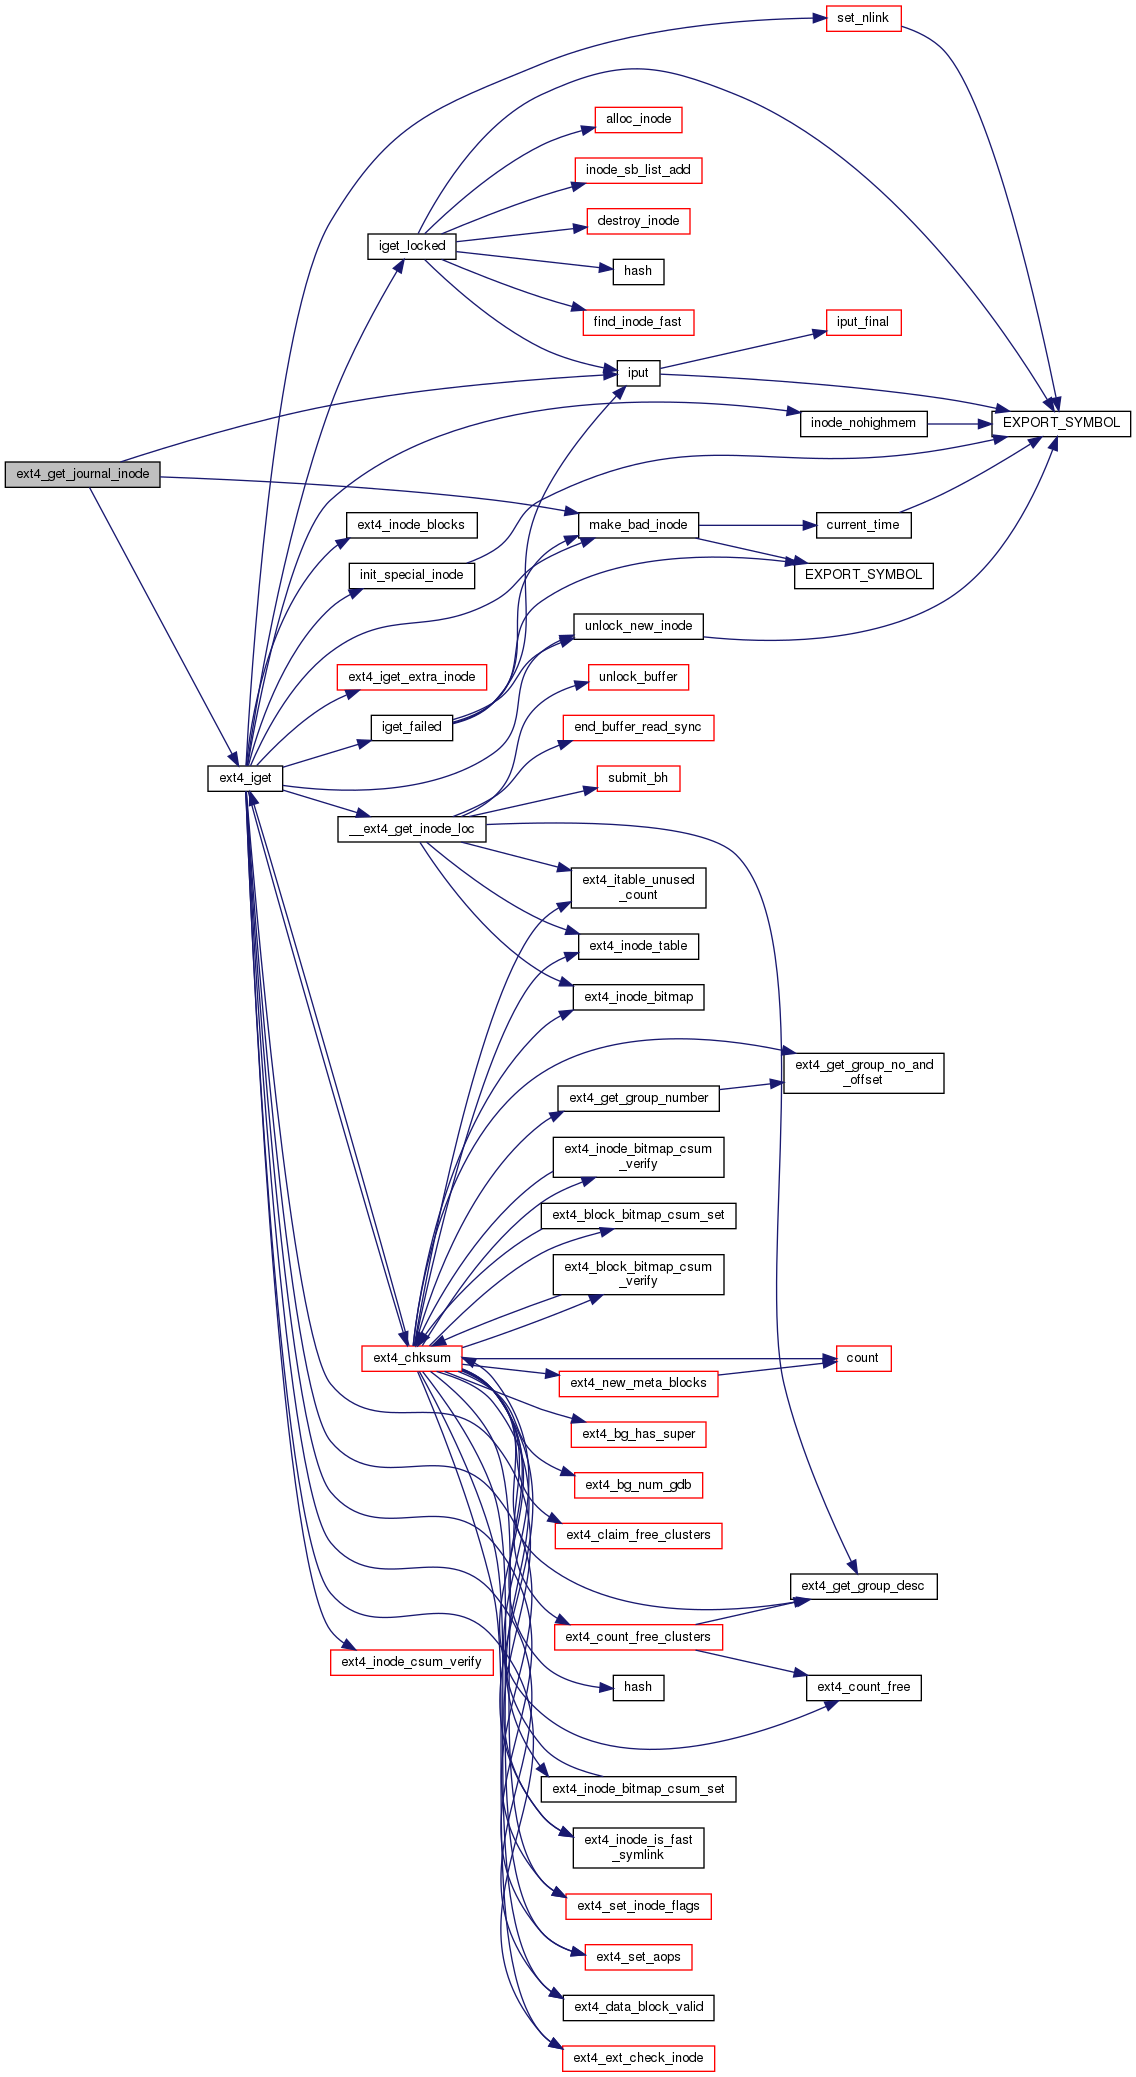 set_nlink
alloc_inode
inode_sb_list_add
destroy_inode
iget_locked
hash
find_inode_fast
iput_final
iput
inode_nohighmem
EXPORT_SYMBOL
ext4_get_journal_inode
ext4_inode_blocks
make_bad_inode
current_time
init_special_inode
EXPORT_SYMBOL
unlock_new_inode
ext4_iget_extra_inode
unlock_buffer
iget_failed
end_buffer_read_sync
ext4_iget
submit_bh
__ext4_get_inode_loc
ext4_itable_unused
_count
ext4_inode_table
ext4_inode_bitmap
ext4_get_group_no_and
_offset
ext4_get_group_number
ext4_inode_bitmap_csum
_verify
ext4_block_bitmap_csum_set
ext4_block_bitmap_csum
_verify
ext4_chksum
count
ext4_new_meta_blocks
ext4_bg_has_super
ext4_bg_num_gdb
ext4_claim_free_clusters
ext4_get_group_desc
ext4_count_free_clusters
ext4_inode_csum_verify
hash
ext4_count_free
ext4_inode_bitmap_csum_set
ext4_inode_is_fast
_symlink
ext4_set_inode_flags
ext4_set_aops
ext4_data_block_valid
ext4_ext_check_inode